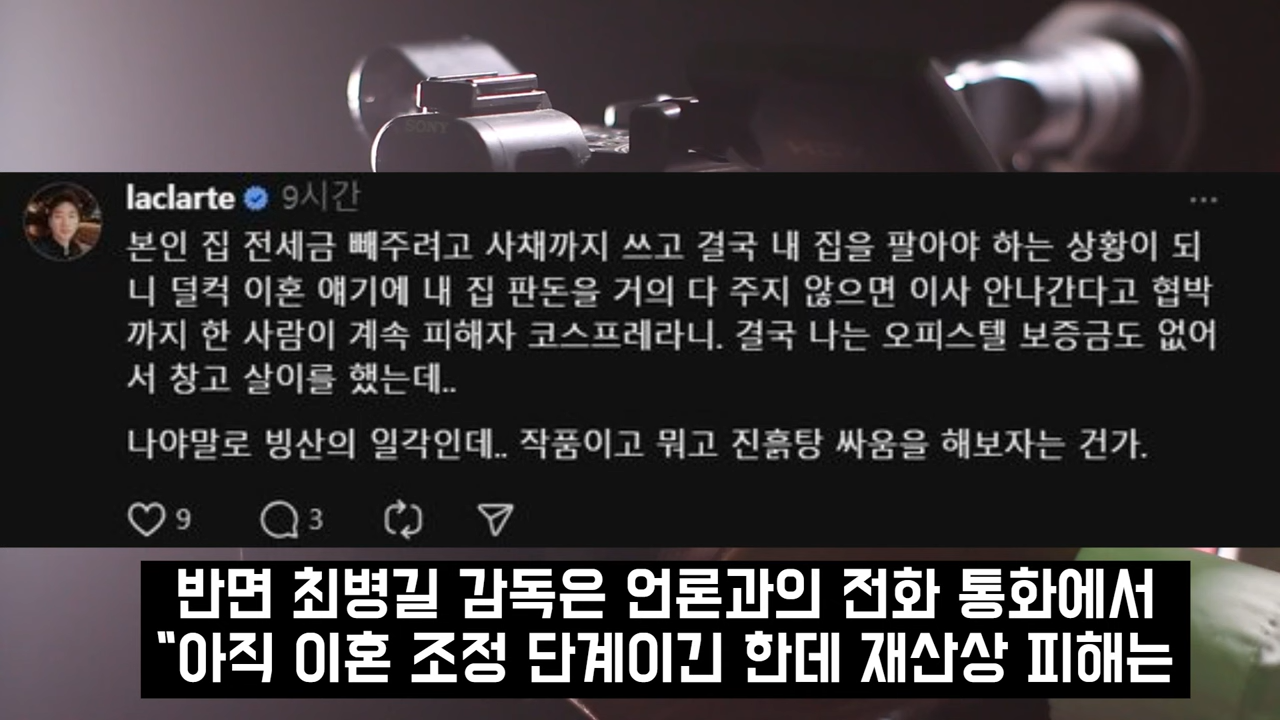 SONY
laclarte 9시간
본인 집 전세금 빼주려고 사채까지 쓰고 결국 내 집을 팔아야 하는 상황이 되
니 덜컥 이혼 얘기에 내 집 판돈을 거의 다 주지 않으면 이사 안나간다고 협박
까지 한 사람이 계속 피해자 코스프레라니. 결국 나는 오피스텔 보증금도 없어
서 창고 살이를 했는데..
나야말로 빙산의 일각인데.. 작품이고 뭐고 진흙탕 싸움을 해보자는 건가.
9 3
반면 최병길 감독은 언론과의 전화 통화에서
“아직 이혼 조정 단계이긴 한데 재산상 피해는